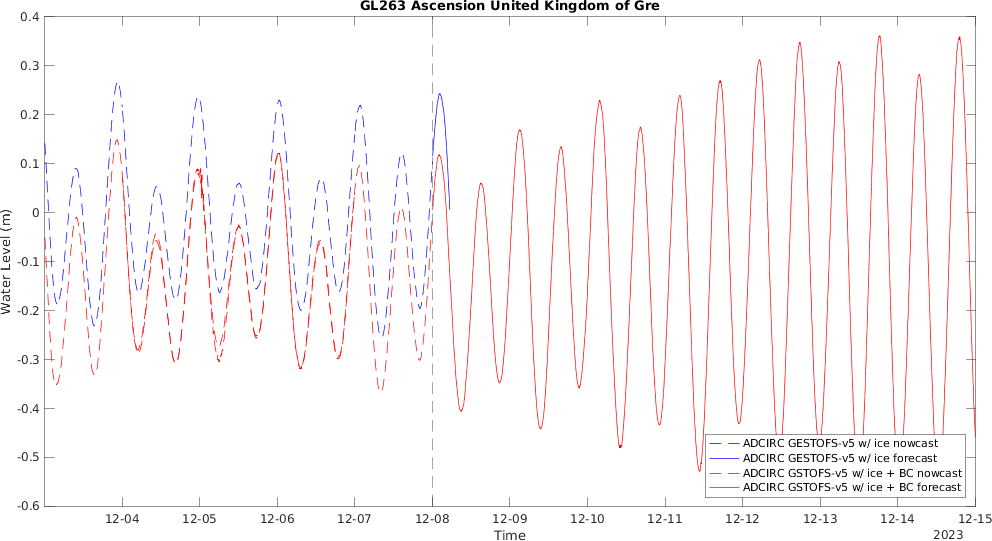 GL263 Ascension United Kingdom of Gre
0.4
0.3
0.2
0.1
0
-0.1
-0.2
-0.3
-0.4
-0.5
-0.6
Water Level (m)
ADCIRC GESTOFS-v5 w/ ice nowcast
ADCIRC GESTOFS-v5 w/ ice forecast
ADCIRC GSTOFS-v5 w/ ice + BC nowcast
ADCIRC GSTOFS-v5 w/ ice + BC forecast
12-04 12-05 12-06 12-07 12-08 12-09 12-10 12-11 12-12 12-13 12-14 12-15
Time
2023